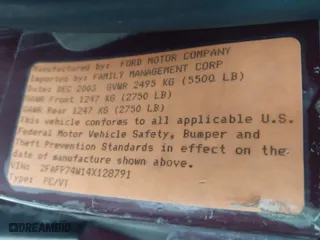 Manufactured by: FORD MOTOR COMPANY
Imported by: FAMILY MANAGEMENT CORP
Date: DEC 2003 GVWR 2495 KG (5500 LB)
GAWR Front 1247 KG (2750 LB)
GAWR Rear 1247 KG (2750 LB)
This vehicle conforms to all applicable U.S.
Federal Motor Vehicle Safety, Bumper and
Theft Prevention Standards in effect on the
date of manufacture shown above.
VIN: 2FAFP74W14X128791
Type: PC/VT
DREAMBID